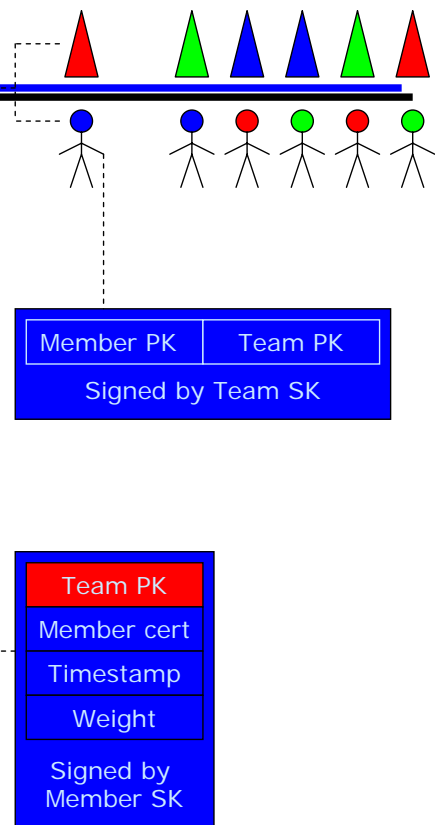 Member PK
Team PK
Signed by Team SK
Team PK
Member cert
Timestamp
Weight
Signed by
Member SK